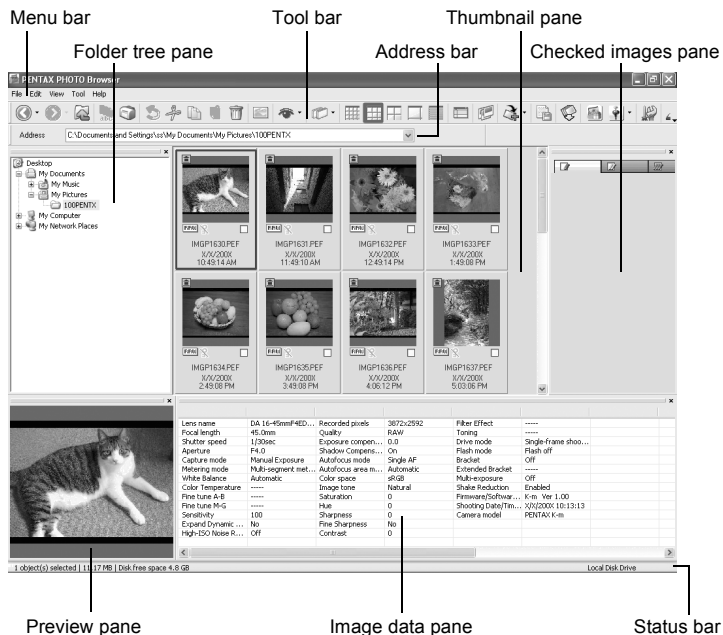 Menu bar Tool bar Thumbnail pane
Folder tree pane Address bar Checked images pane
PENTAX PHOTO Browser
File Edit View Tool Help
Address C:\Documents and Settings\ss\My Documents\My Pictures\100PENTX
Desktop
My Documents
My Music
My Pictures
100PENTX
My Computer
My Network Places
IMGP1630.PEF IMGP1631.PEF IMGP1632.PEF IMGP1633.PEF
X/X/200X X/X/200X X/X/200X X/X/200X
10:49:14 AM 11:49:10 AM 12:49:14 PM 1:49:08 PM
IMGP1634.PEF IMGP1635.PEF IMGP1636.PEF IMGP1637.PEF
X/X/200X X/X/200X X/X/200X X/X/200X
2:49:08 PM 3:49:08 PM 4:06:12 PM 5:03:06 PM
Lens name DA 16-45mmF4ED... Recorded pixels 3872x2592 Filter Effect -----
Focal length 45.0mm Quality RAW Toning -----
Shutter speed 1/30sec Exposure compen... 0.0 Drive mode Single-frame shoo...
Aperture F4.0 Shadow Compens... On Flash mode Flash off
Capture mode Manual Exposure Autofocus mode Single AF Bracket Off
Metering mode Multi-segment met... Autofocus area m... Automatic Extended Bracket -----
White Balance Automatic Color space sRGB Multi-exposure Off
Color Temperature ----- Image tone Natural Shake Reduction Enabled
Fine tune A-B ----- Saturation 0 Firmware/Softwar... K-m Ver 1.00
Fine tune M-G ----- Hue 0 Shooting Date/Tim... X/X/200X 10:13:13
Sensitivity 100 Sharpness 0 Camera model PENTAX K-m
Expand Dynamic ... No Fine Sharpness No
High-ISO Noise R... Off Contrast 0
1 object(s) selected | 11.17 MB | Disk free space 4.8 GB Local Disk Drive
Preview pane Image data pane Status bar